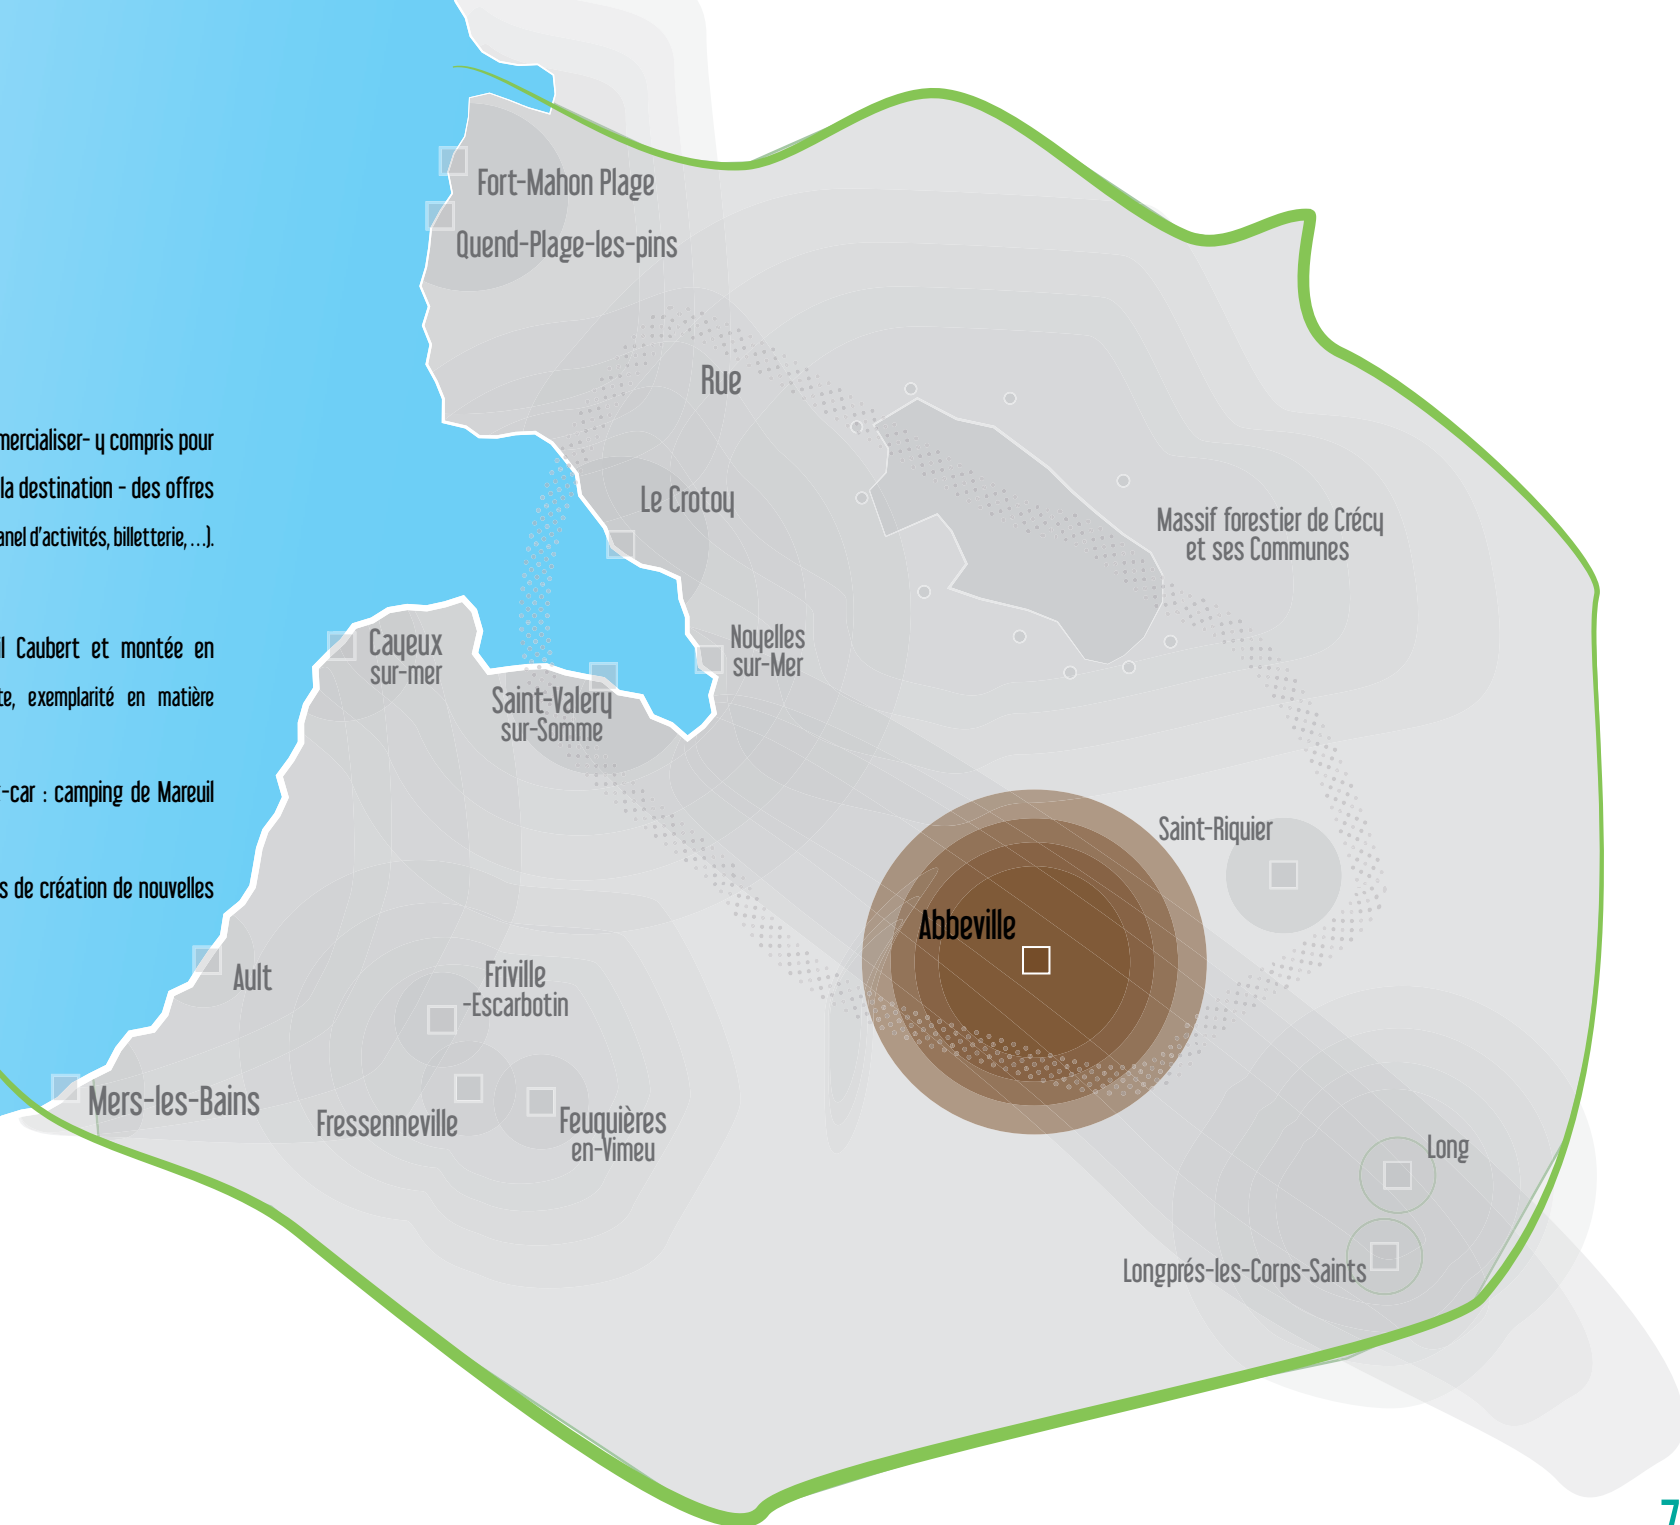 Fort-Mahon Plage
Quend-Plage-les-pins
Rue
Le Crotoy
Massif forestier de Crécy
et ses Communes
Noyelles
sur-Mer
Cayeux
sur-mer
Saint-Valery
sur-Somme
Saint-Riquier
Abbeville
Ault
Friville
-Escarbotin
Mers-les-Bains
Fressenneville
Feuquières
en-Vimeu
Long
Longprés-les-Corps-Saints
y compris pour
la destination - des offres
d'activités, billetterie, ...).
Caubert et montée en
exemplarité en matière
-car : camping de Mareuil
de création de nouvelles
7